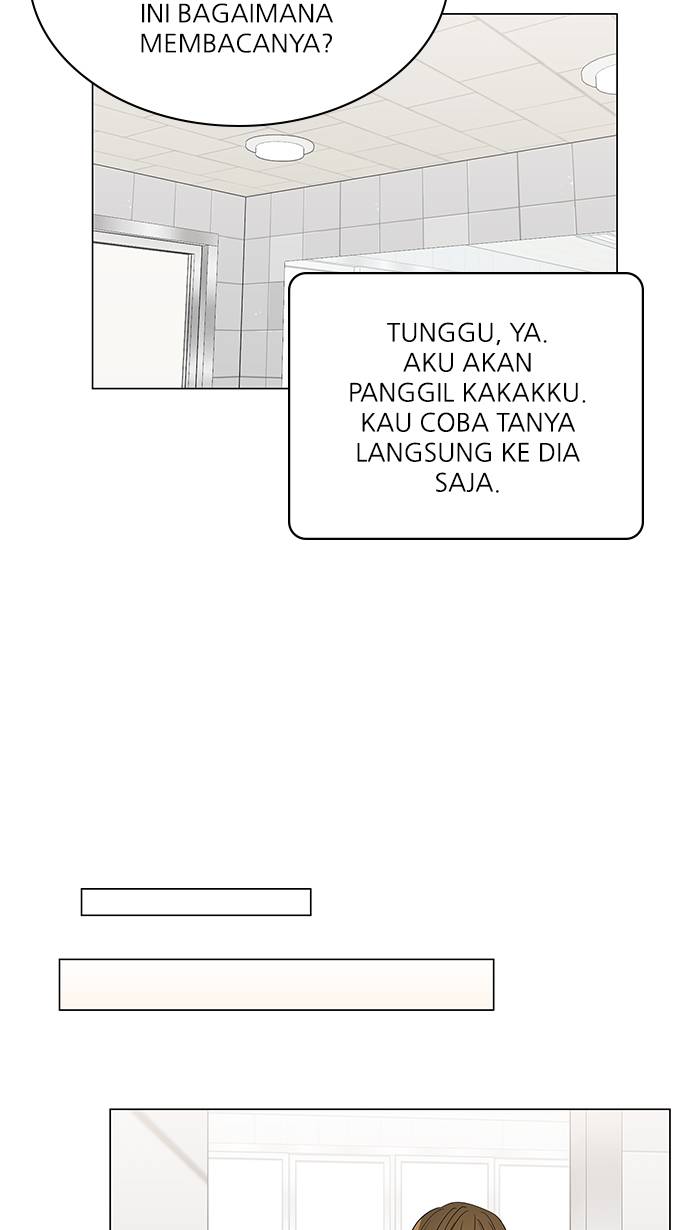 INI BAGAIMANA
MEMBACANYA?
TUNGGU, YA.
AKU AKAN
PANGGIL KAKAKKU.
KAU COBA TANYA
LANGSUNG KE DIA
SAJA.